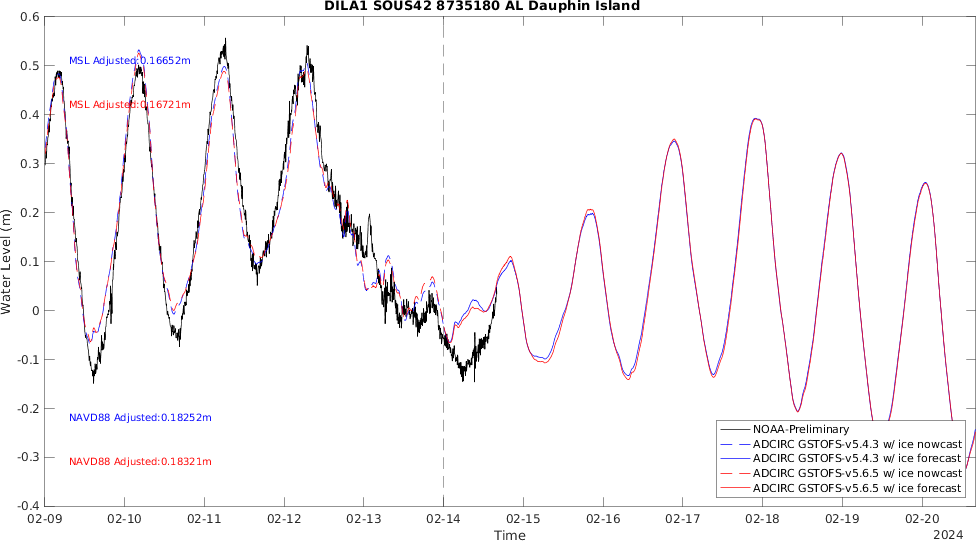 DILA1 SOUS42 8735180 AL Dauphin Island
0.6
0.5
0.4
0.3
0.2
0.1
0
-0.1
-0.2
-0.3
-0.4
Water Level (m)
MSL Adjusted:0.16652m
MSL Adjusted:0.16721m
NAVD88 Adjusted:0.18252m
NAVD88 Adjusted:0.18321m
NOAA-Preliminary
ADCIRC GSTOFS-v5.4.3 w/ ice nowcast
ADCIRC GSTOFS-v5.4.3 w/ ice forecast
ADCIRC GSTOFS-v5.6.5 w/ ice nowcast
ADCIRC GSTOFS-v5.6.5 w/ ice forecast
02-09 02-10 02-11 02-12 02-13 02-14 02-15 02-16 02-17 02-18 02-19 02-20
Time
2024